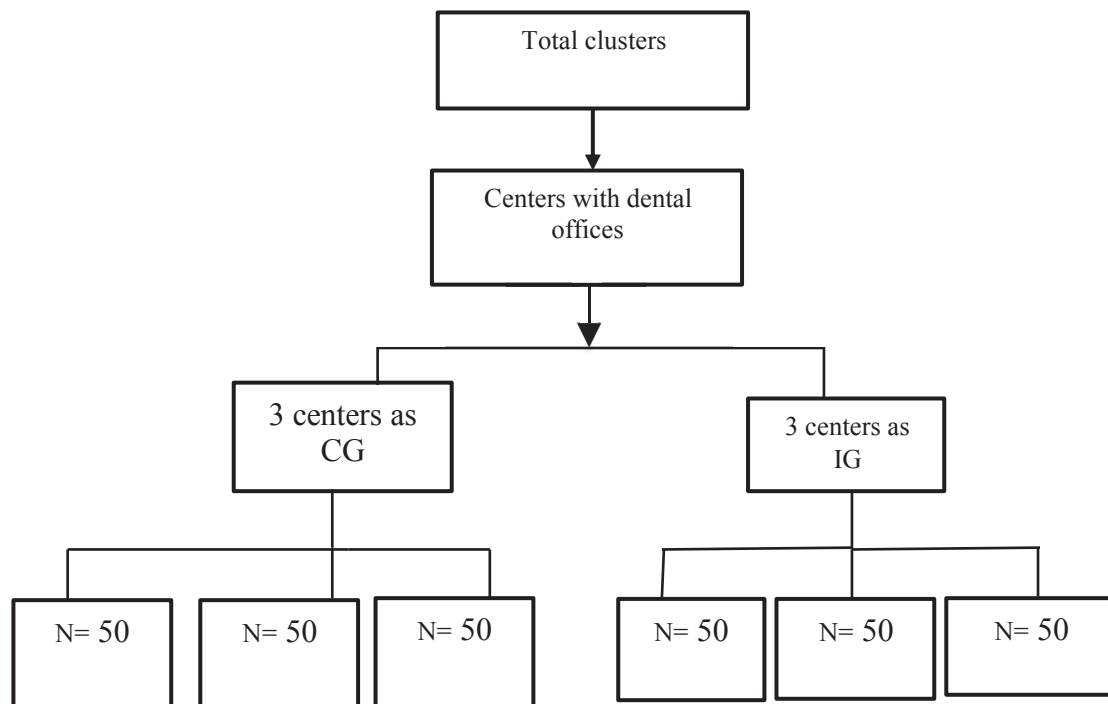 Total clusters
Centers with dental
offices
3 centers as
CG
3 centers as
IG
N= 50
N= 50
N= 50
N= 50
N= 50
N= 50